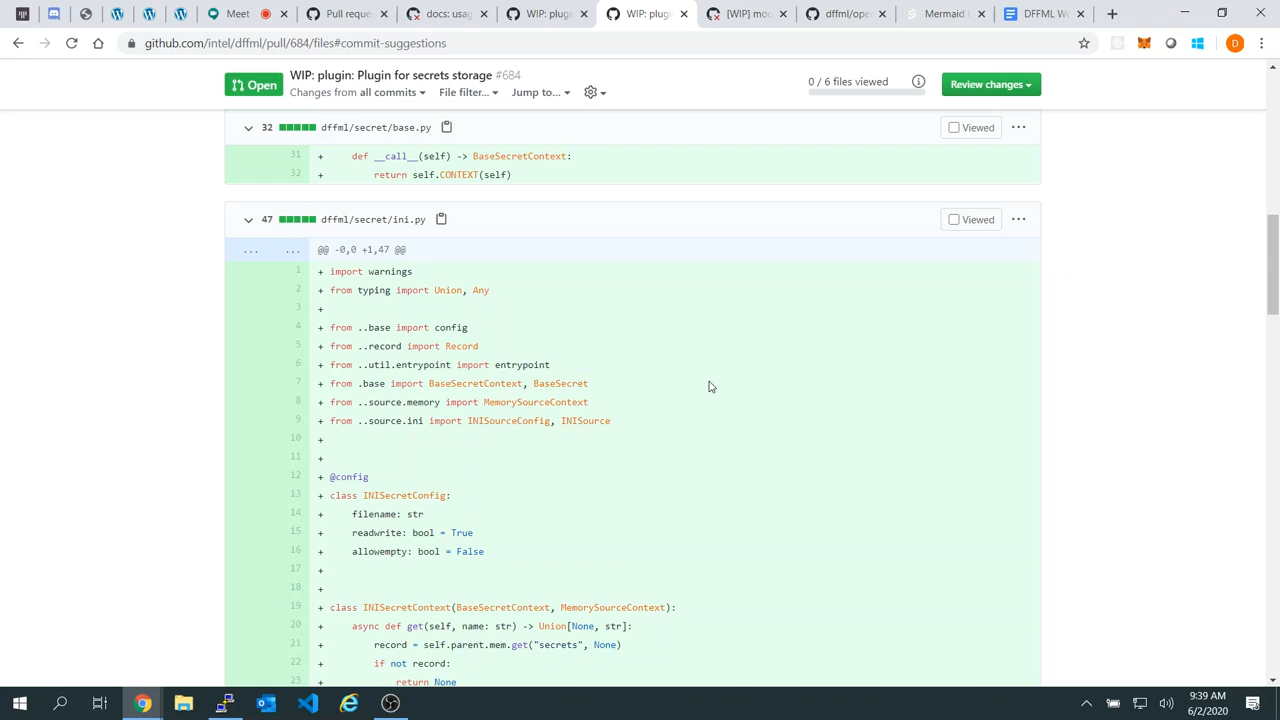 Meet
Pull reque
docs: usag
WIP: plugin
WIP: plugin
[WIP] mod
dffml/oper
Mermaid L
DFFML We
github.com/intel/dffml/pull/684/files#commit-suggestions
D
Open
WIP: plugin: Plugin for secrets storage #684
Changes from all commits
File filter...
Jump to...
0 / 6 files viewed
Review changes
32 dffml/secret/base.py
Viewed
31 + def __call__(self) -> BaseSecretContext:
32 + return self.CONTEXT(self)
47 dffml/secret/ini.py
Viewed
... ... @@ -0,0 +1,47 @@
1 + import warnings
2 + from typing import Union, Any
3 +
4 + from ..base import config
5 + from ..record import Record
6 + from ..util.entrypoint import entrypoint
7 + from .base import BaseSecretContext, BaseSecret
8 + from ..source.memory import MemorySourceContext
9 + from ..source.ini import INISourceConfig, INISource
10 +
11 +
12 + @config
13 + class INISecretConfig:
14 + filename: str
15 + readwrite: bool = True
16 + allowempty: bool = False
17 +
18 +
19 + class INISecretContext(BaseSecretContext, MemorySourceContext):
20 + async def get(self, name: str) -> Union[None, str]:
21 + record = self.parent.mem.get("secrets", None)
22 + if not record:
23 + return None
9:39 AM
6/2/2020